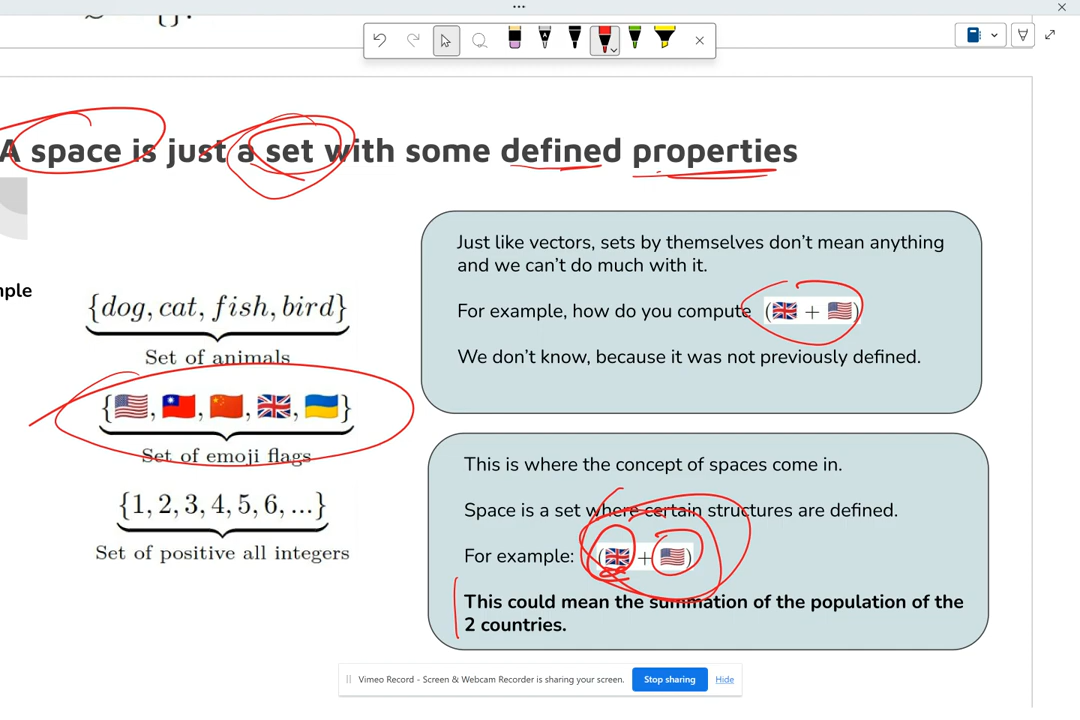 A space is just a set with some defined properties
mple
{dog, cat, fish, bird}
Set of animals
{🇺🇸, 🇹🇼, 🇨🇳, 🇬🇧, 🇺🇦}
Set of emoji flags
{1, 2, 3, 4, 5, 6, ...}
Set of positive all integers
Just like vectors, sets by themselves don't mean anything
and we can't do much with it.
For example, how do you compute (🇬🇧 + 🇺🇸)
We don't know, because it was not previously defined.
This is where the concept of spaces come in.
Space is a set where certain structures are defined.
For example: (🇬🇧 + 🇺🇸)
This could mean the summation of the population of the
2 countries.
Vimeo Record - Screen & Webcam Recorder is sharing your screen.
Stop sharing
Hide